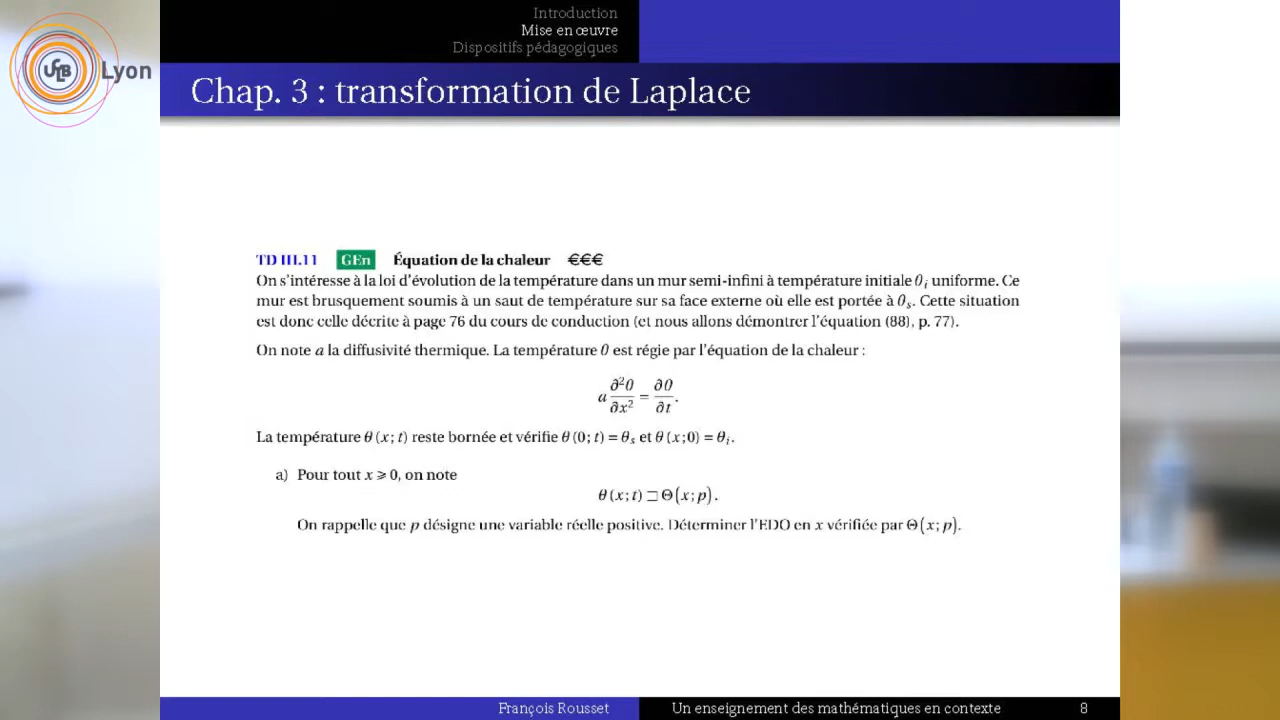 Introduction
Mise en œuvre
Dispositifs pédagogiques
UCBL Lyon
Chap. 3 : transformation de Laplace
TD III.11 GEn Équation de la chaleur €€€
On s'intéresse à la loi d'évolution de la température dans un mur semi-infini à température initiale θᵢ uniforme. Ce
mur est brusquement soumis à un saut de température sur sa face externe où elle est portée à θₛ. Cette situation
est donc celle décrite à page 76 du cours de conduction (et nous allons démontrer l'équation (88), p. 77).
On note a la diffusivité thermique. La température θ est régie par l'équation de la chaleur :
a ∂²θ/∂x² = ∂θ/∂t.
La température θ(x; t) reste bornée et vérifie θ(0; t) = θₛ et θ(x;0) = θᵢ.
a) Pour tout x ⩾ 0, on note
θ(x; t) ⊐ Θ(x; p).
On rappelle que p désigne une variable réelle positive. Déterminer l'EDO en x vérifiée par Θ(x; p).
François Rousset Un enseignement des mathématiques en contexte 8